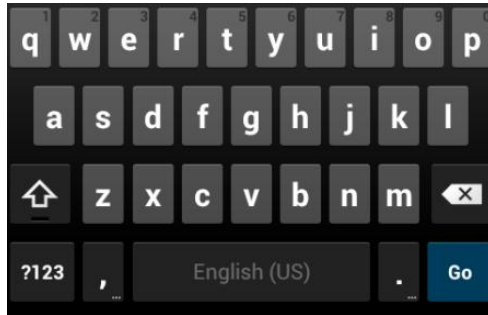 1 2 3 4 5 6 7 8 9 0
q w e r t y u i o p
a s d f g h j k l
z x c v b n m
?123 , ... English (US) . ... Go